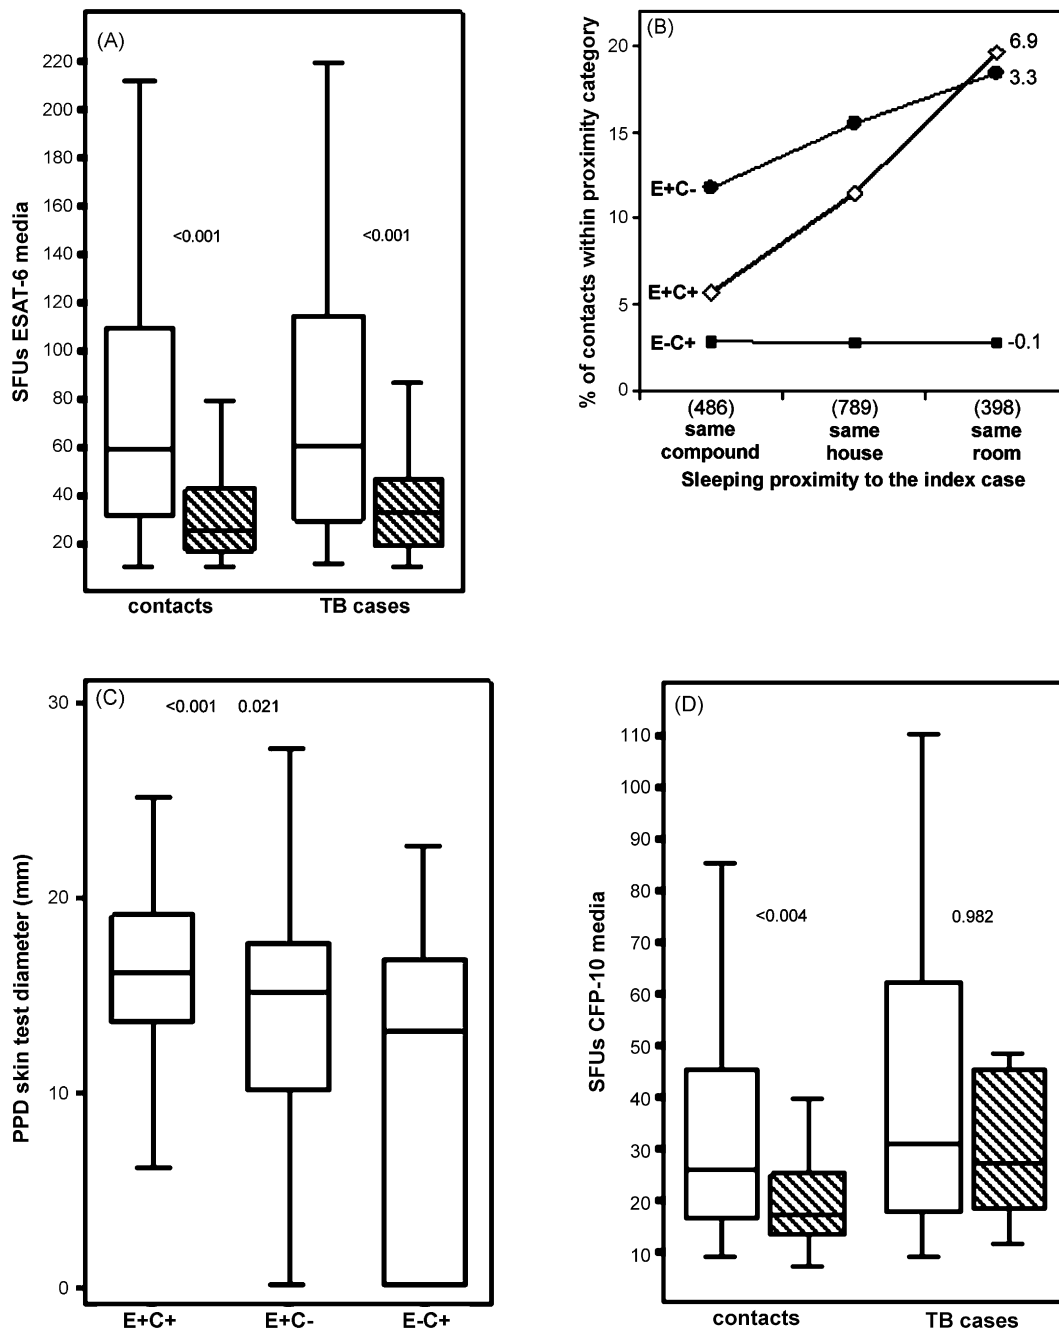 (A)
SFUs ESAT-6 media
220
200
180
160
140
120
100
80
60
40
20
<0.001
<0.001
contacts
TB cases
(B)
% of contacts within proximity category
20
15
10
5
0
6.9
3.3
-0.1
E+C-
E+C+
E-C+
(486) (789) (398)
same same same
compound house room
Sleeping proximity to the index case
(C)
PPD skin test diameter (mm)
30
20
10
0
<0.001 0.021
E+C+ E+C- E-C+
(D)
SFUs CFP-10 media
110
100
90
80
70
60
50
40
30
20
10
<0.004
0.982
contacts
TB cases